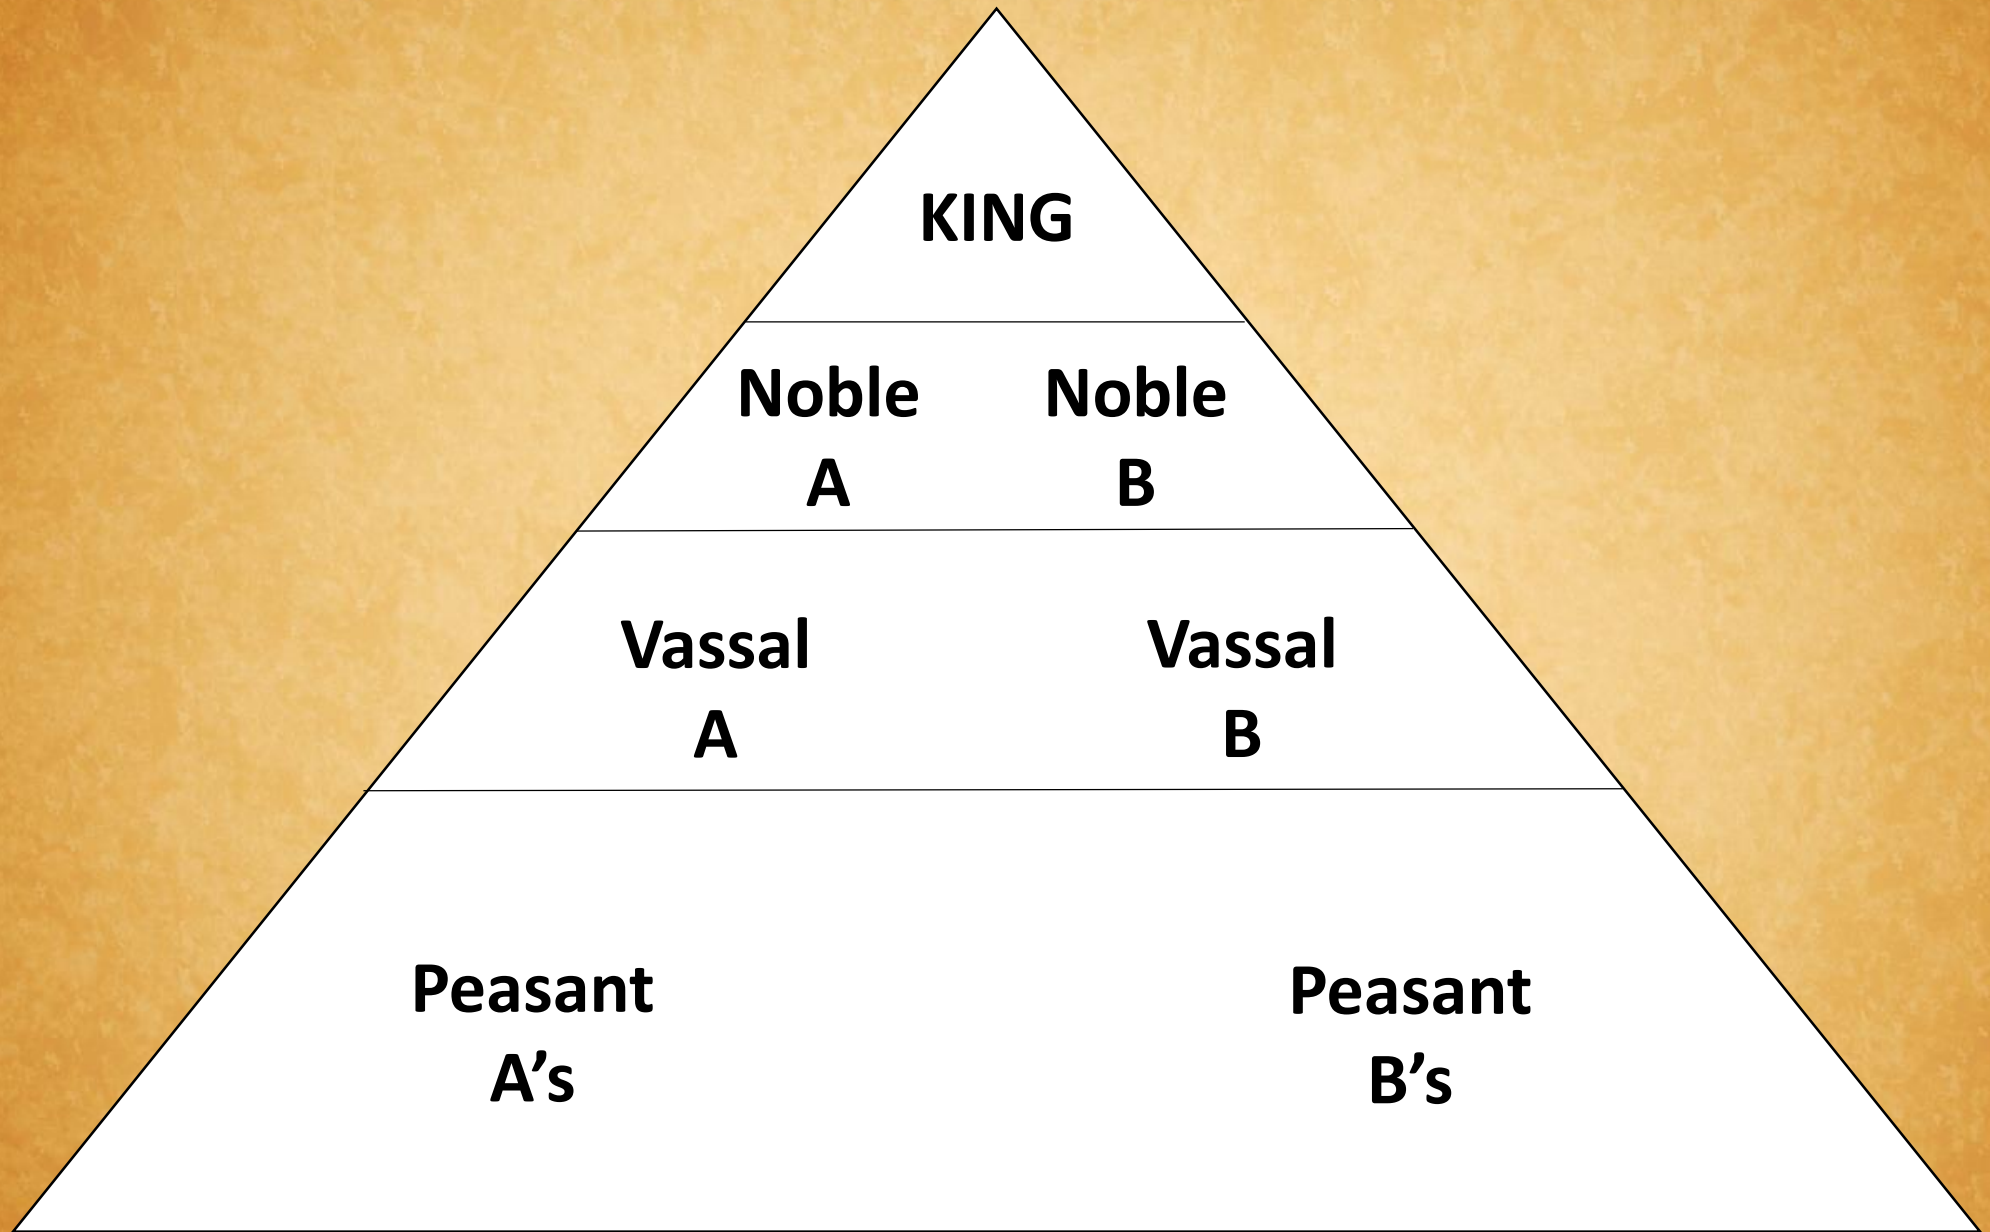 KING
Noble Noble
A B
Vassal Vassal
A B
Peasant Peasant
A’s B’s